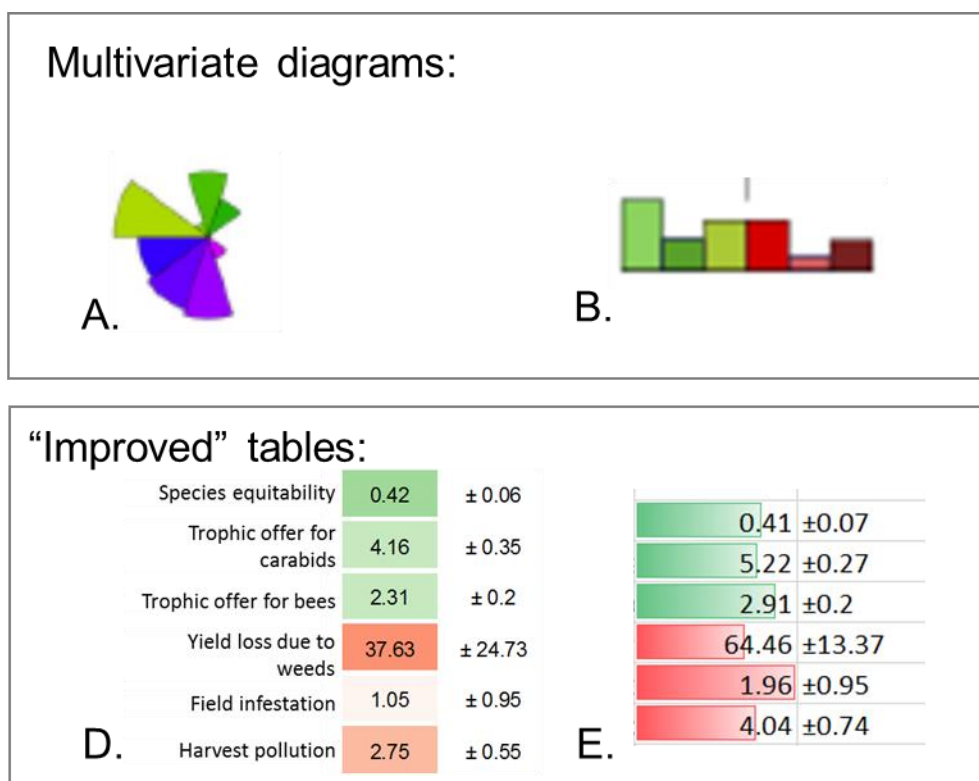 Multivariate diagrams:
A.
B.
“Improved” tables:
Species equitability 0.42 ± 0.06
Trophic offer for
carabids 4.16 ± 0.35
Trophic offer for bees 2.31 ± 0.2
Yield loss due to
weeds 37.63 ± 24.73
Field infestation 1.05 ± 0.95
Harvest pollution 2.75 ± 0.55
D.
0.41 ±0.07
5.22 ±0.27
2.91 ±0.2
64.46 ±13.37
1.96 ±0.95
4.04 ±0.74
E.